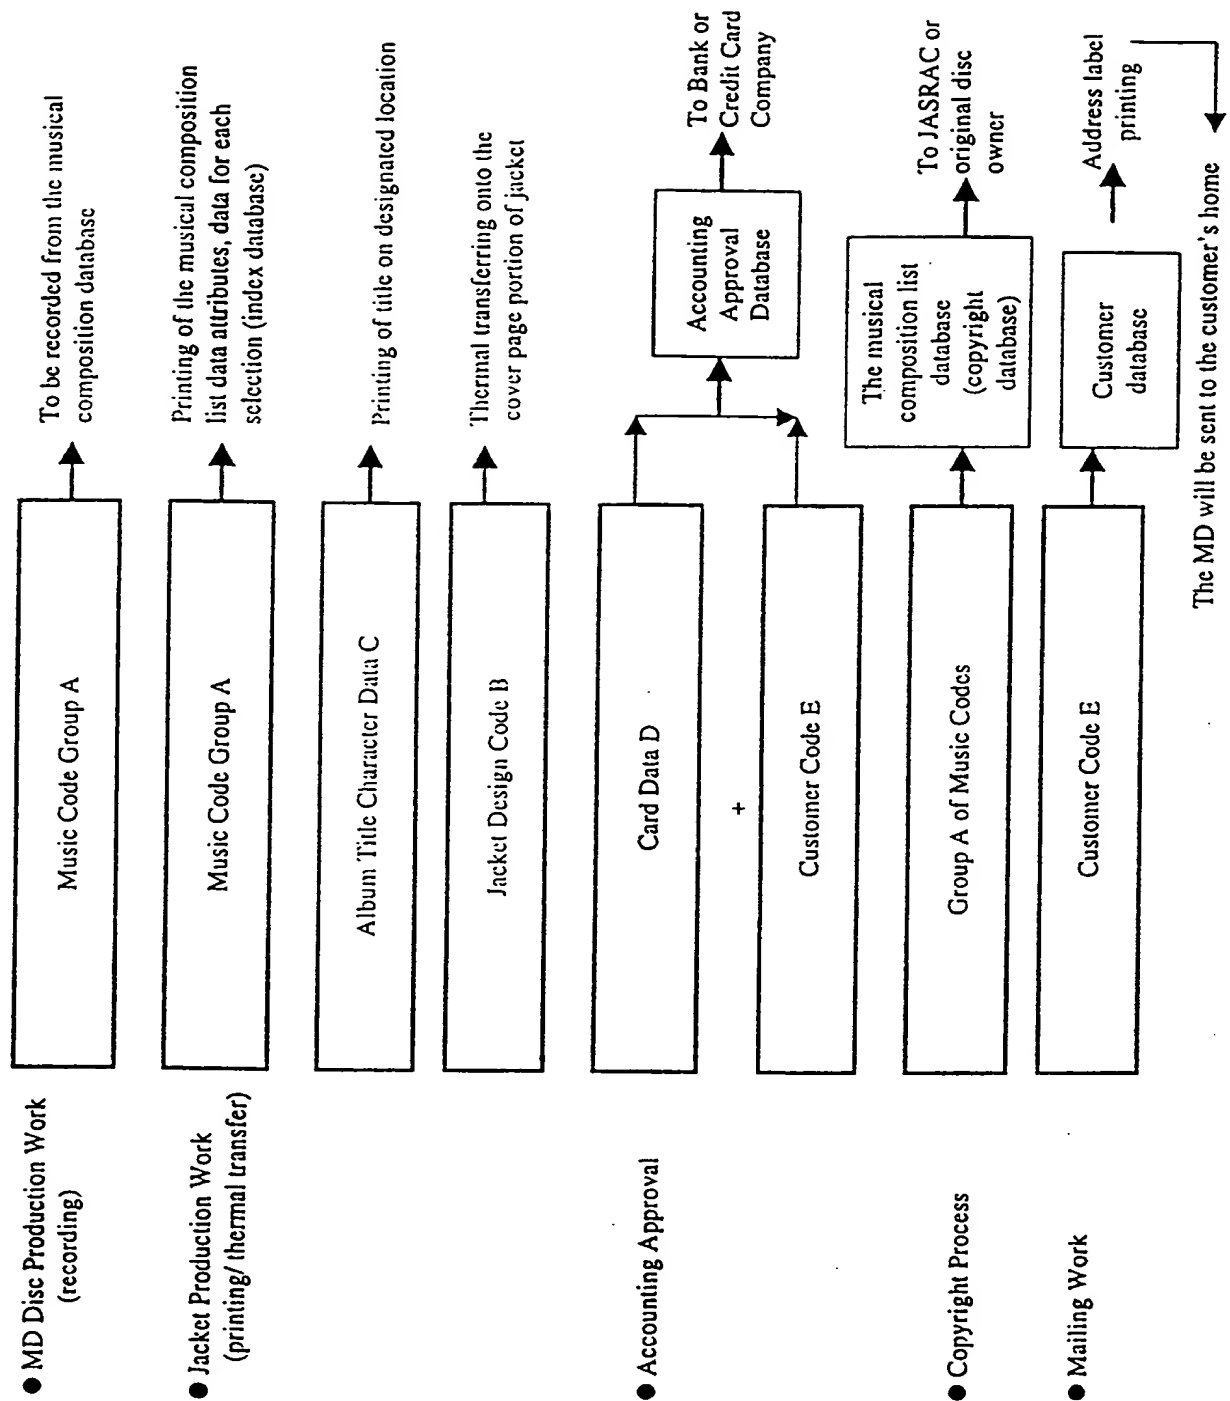 ● MD Disc Production Work
(recording)
Music Code Group A
To be recorded from the musical
composition database
● Jacket Production Work
(printing/ thermal transfer)
Music Code Group A
Printing of the musical composition
list data attributes, data for each
selection (index database)
Album Title Character Data C
Printing of title on designated location
Jacket Design Code B
Thermal transferring onto the
cover page portion of jacket
● Accounting Approval
Card Data D
+
Customer Code E
Accounting
Approval
Database
To Bank or
Credit Card
Company
● Copyright Process
Group A of Music Codes
The musical
composition list
database
(copyright
database)
To JASRAC or
original disc
owner
● Mailing Work
Customer Code E
Customer
database
Address label
printing
The MD will be sent to the customer's home